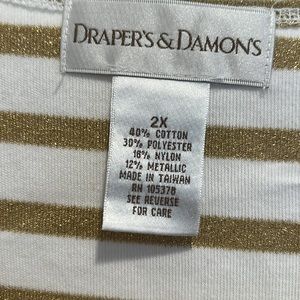 DRAPER'S & DAMON'S
2X
40% COTTON
30% POLYESTER
18% NYLON
12% METALLIC
MADE IN TAIWAN
RN 105378
SEE REVERSE
FOR CARE